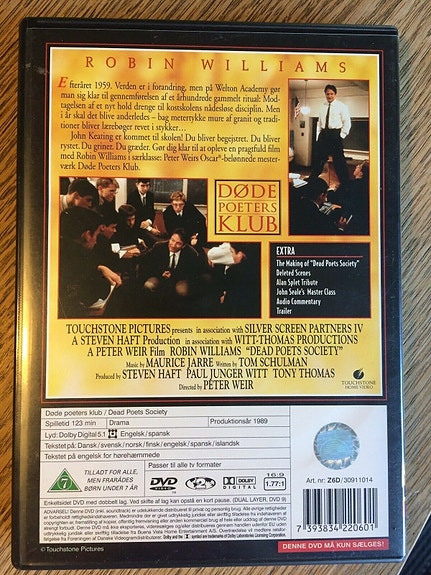 ROBIN WILLIAMS
Efteråret 1959. Verden er i forandring, men på Welton Academy gør
man sig klar til gennemførelsen af et århundrede gammelt ritual: Mod-
tagelsen af et nyt hold drenge til kostskolens nådesløse disciplin. Men
i år skal det blive anderledes – bag metertykke mure af granit og tradi-
tioner bliver lærebøger revet i stykker…
John Keating er kommet til skolen! Du bliver begejstret. Du bliver
rystet. Du griner. Du græder. Gør dig klar til at opleve en pragtfuld film
med Robin Williams i særklasse: Peter Weirs Oscar®-belønnede mester-
værk Døde Poeters Klub.
DØDE
POETERS
KLUB
EXTRA
The Making of "Dead Poets Society"
Deleted Scenes
Alan Splet Tribute
John Seale's Master Class
Audio Commentary
Trailer
TOUCHSTONE PICTURES presents in association with SILVER SCREEN PARTNERS IV
A STEVEN HAFT Production in association with WITT-THOMAS PRODUCTIONS
A PETER WEIR Film ROBIN WILLIAMS "DEAD POETS SOCIETY"
Music by MAURICE JARRE Written by TOM SCHULMAN
Produced by STEVEN HAFT PAUL JUNGER WITT TONY THOMAS
Directed by PETER WEIR
TOUCHSTONE
HOME VIDEO
Døde poeters klub / Dead Poets Society
Spilletid 123 min Drama Produktionsår 1989
Lyd: Dolby Digital 5.1 Engelsk/spansk
Tekstet på: Dansk/svensk/norsk/finsk/engelsk/spansk/islandsk
Tekstet på engelsk for hørehæmmede
7
TILLADT FOR ALLE,
MEN FRARÅDES
BØRN UNDER 7 ÅR
Passer til alle tv formater
DVD VIDEO
2
DOLBY DIGITAL
16:9
1.77:1
Art. nr: Z6D/30911014
7393834220601
Enkeltsidet DVD med dobbelt lag. Ved skifte af lag kan opstå en kort pause. (DUAL LAYER, DVD 9)
© Touchstone Pictures
DENNE DVD MÅ KUN SÆLGES!